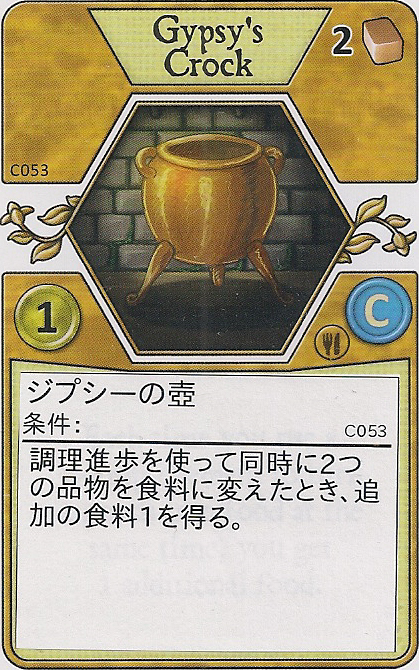 Gypsy's
Crock
2
C053
1
C
ジプシーの壺
条件:
C053
調理進歩を使って同時に2つ
の品物を食料に変えたとき、追
加の食料1を得る。